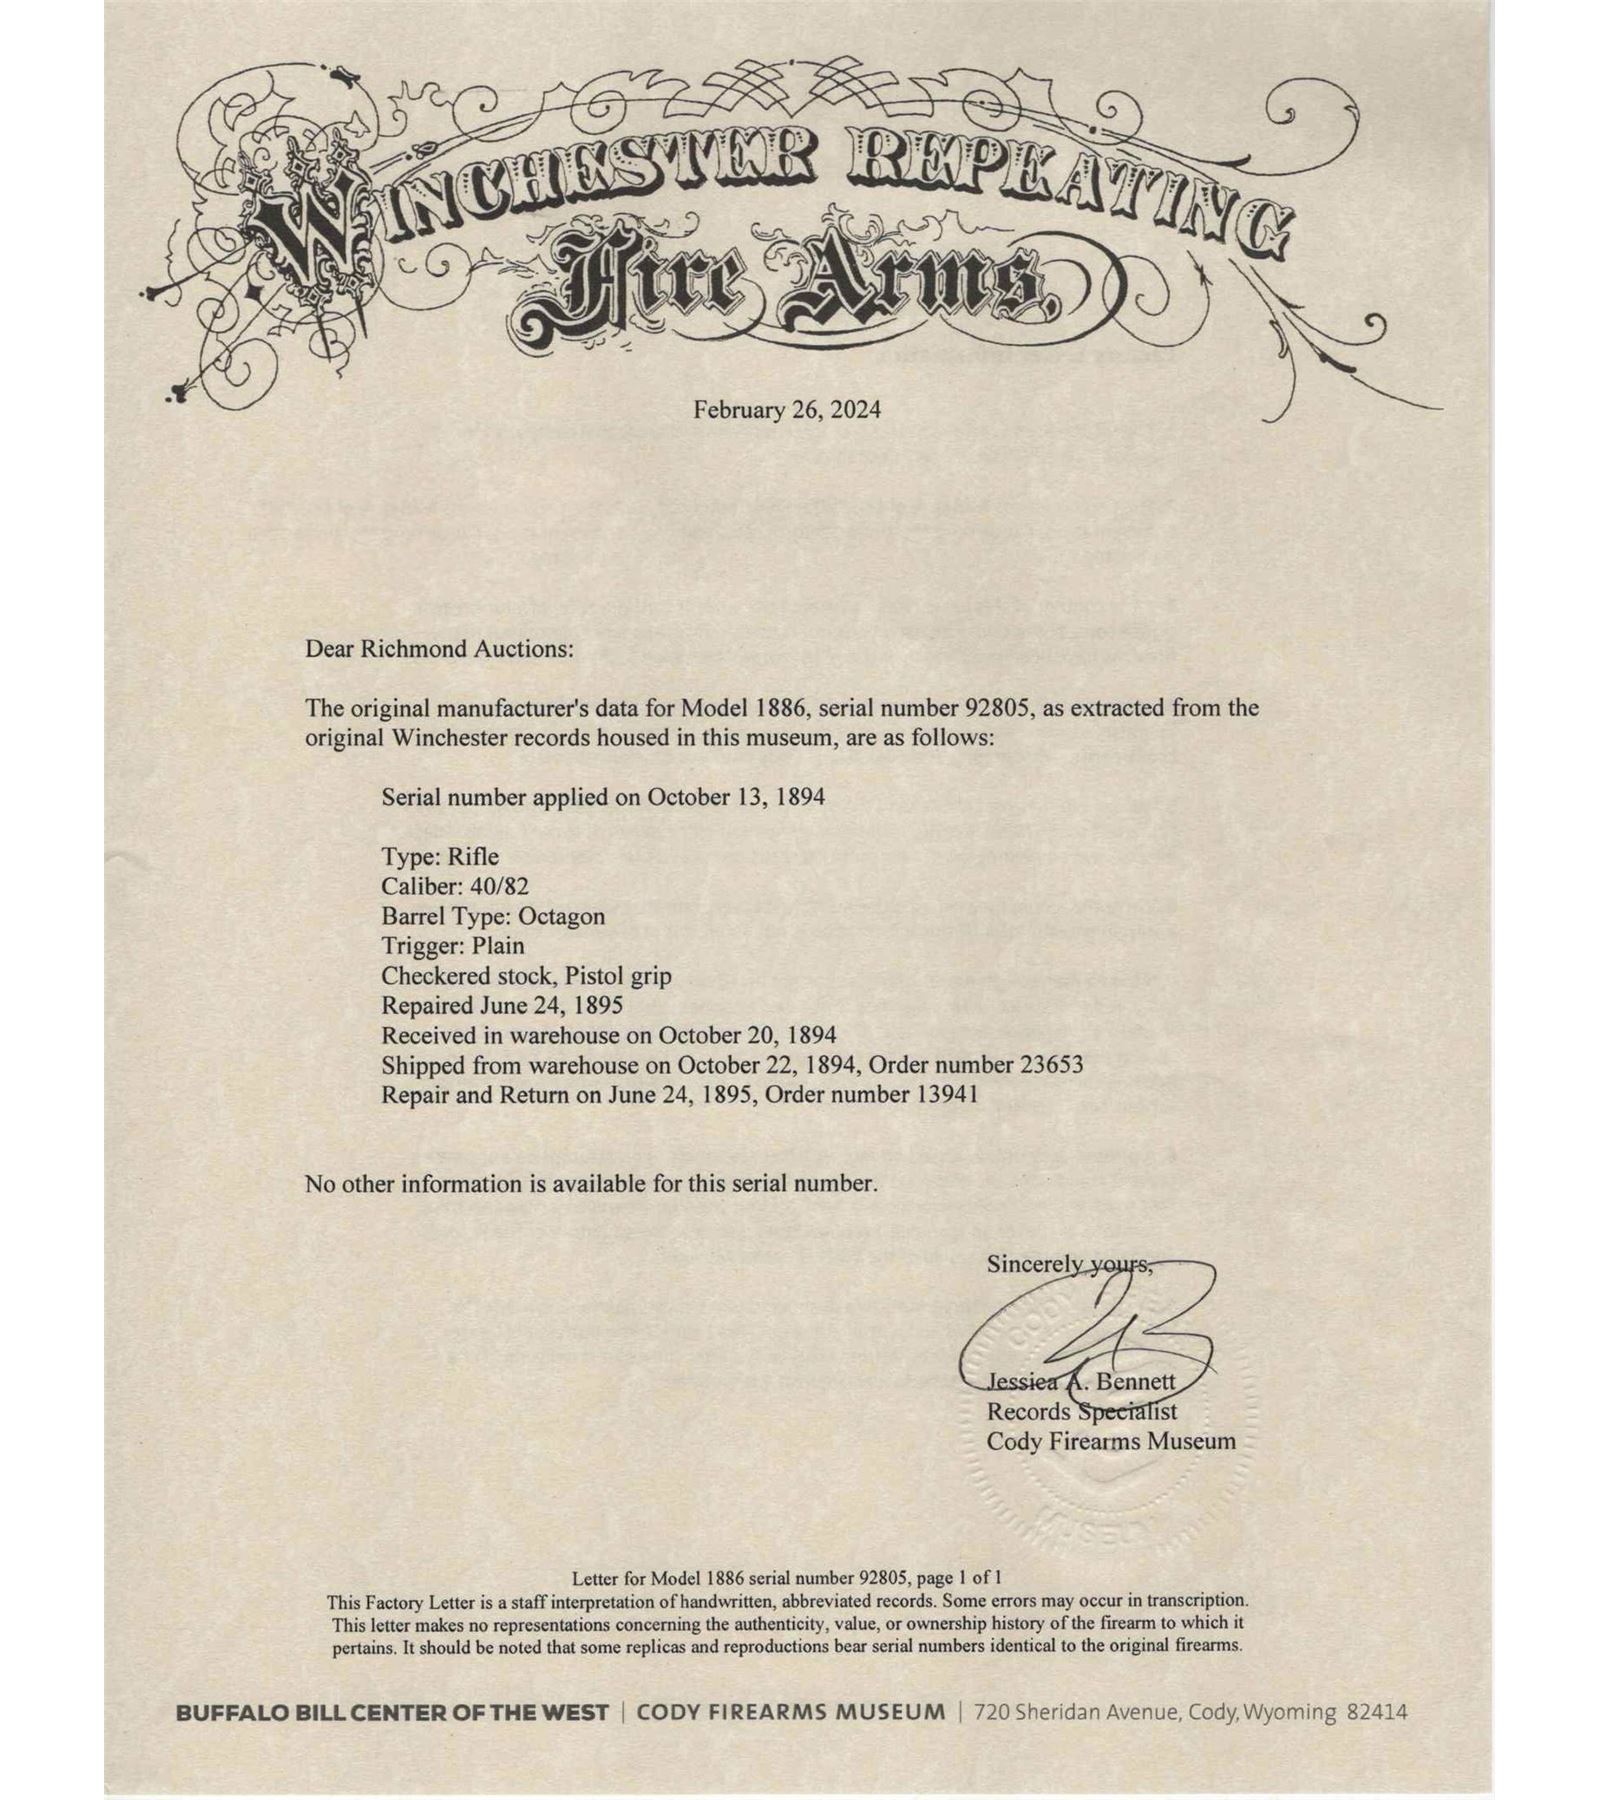 WINCHESTER REPEATING
Fire Arms,
February 26, 2024
Dear Richmond Auctions:
The original manufacturer's data for Model 1886, serial number 92805, as extracted from the
original Winchester records housed in this museum, are as follows:
Serial number applied on October 13, 1894
Type: Rifle
Caliber: 40/82
Barrel Type: Octagon
Trigger: Plain
Checkered stock, Pistol grip
Repaired June 24, 1895
Received in warehouse on October 20, 1894
Shipped from warehouse on October 22, 1894, Order number 23653
Repair and Return on June 24, 1895, Order number 13941
No other information is available for this serial number.
Sincerely yours,
CODY
Jessica A. Bennett
Records Specialist
Cody Firearms Museum
MUSEUM
Letter for Model 1886 serial number 92805, page 1 of 1
This Factory Letter is a staff interpretation of handwritten, abbreviated records. Some errors may occur in transcription.
This letter makes no representations concerning the authenticity, value, or ownership history of the firearm to which it
pertains. It should be noted that some replicas and reproductions bear serial numbers identical to the original firearms.
BUFFALO BILL CENTER OF THE WEST | CODY FIREARMS MUSEUM | 720 Sheridan Avenue, Cody, Wyoming 82414